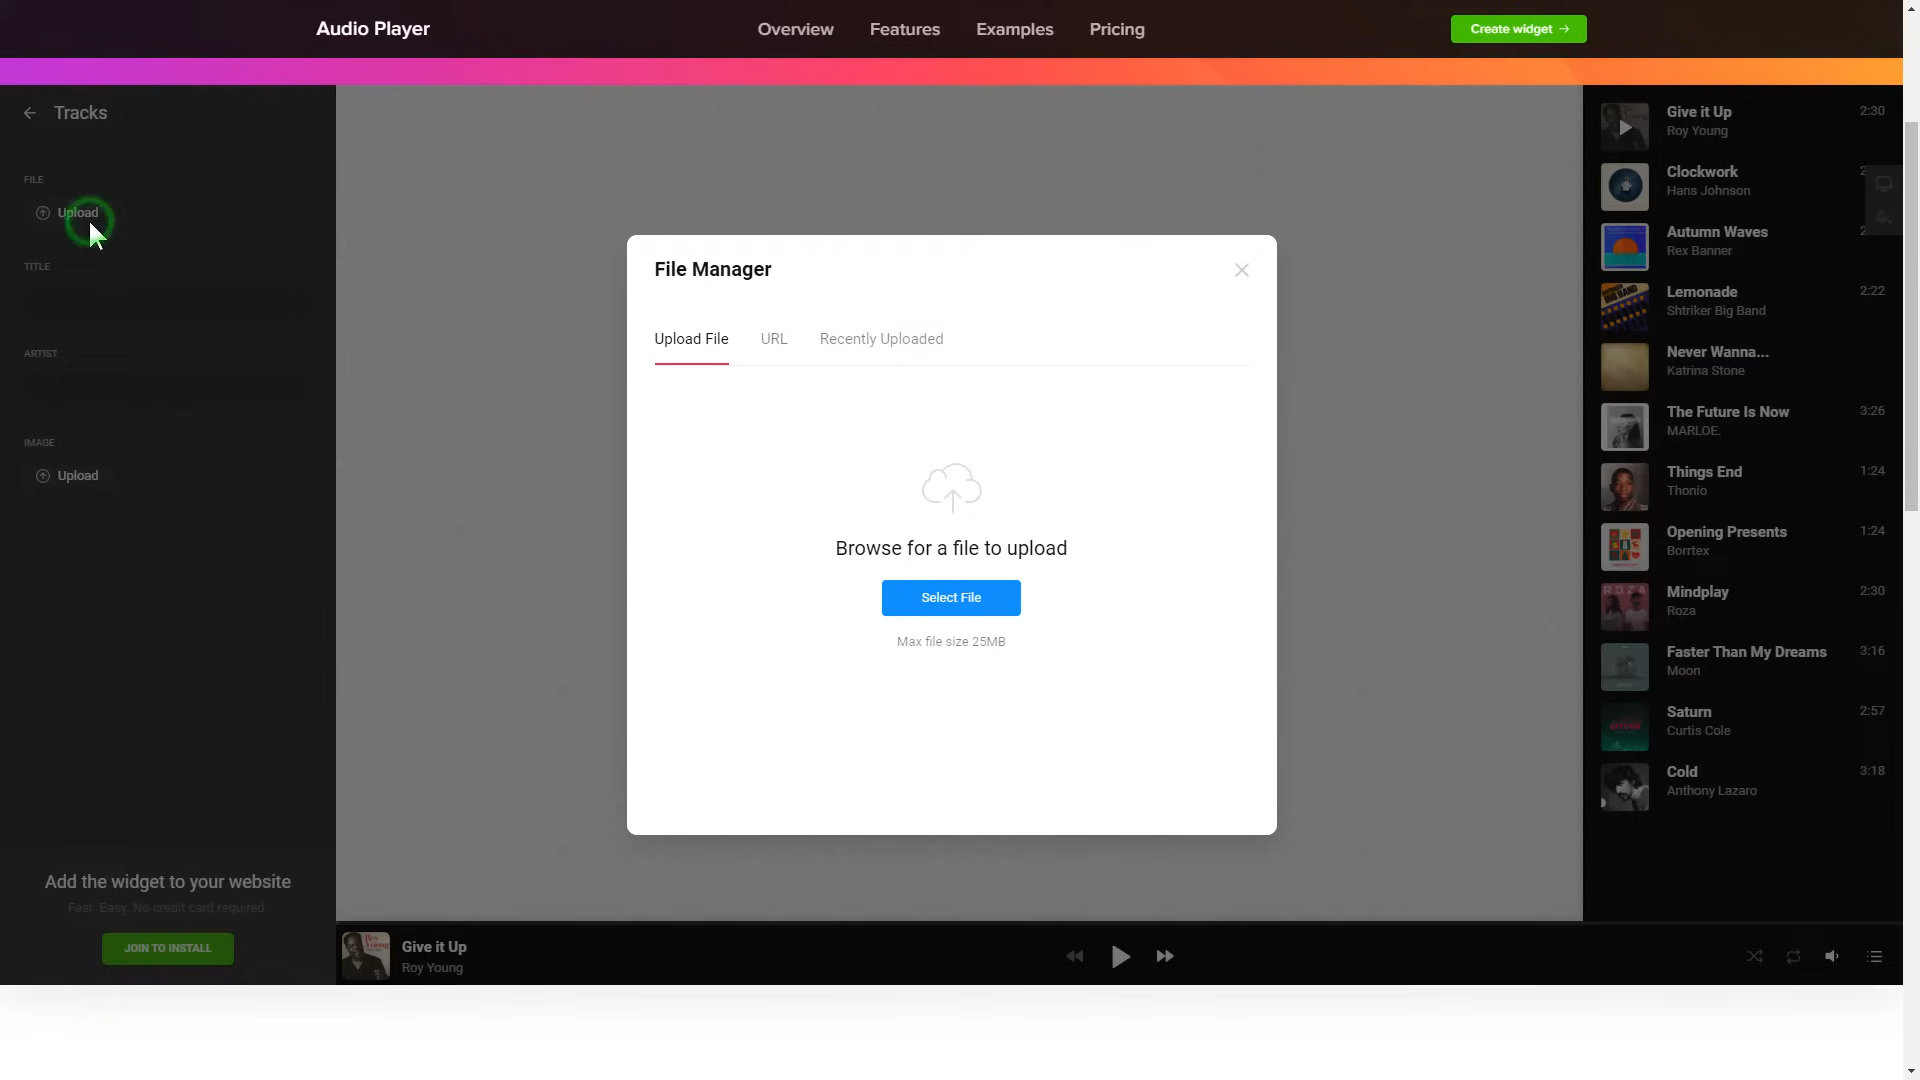 Audio Player
Overview
Features
Examples
Pricing
Create widget →
Tracks
FILE
Upload
TITLE
ARTIST
IMAGE
Upload
Add the widget to your website
Fast. Easy. No credit card required.
JOIN TO INSTALL
File Manager
Upload File
URL
Recently Uploaded
Browse for a file to upload
Select File
Max file size 25MB
Give it Up 2:30
Roy Young
Clockwork
Hans Johnson
Autumn Waves
Rex Banner
Lemonade 2:22
Shtriker Big Band
Never Wanna...
Katrina Stone
The Future Is Now 3:26
MARLOE.
Things End 1:24
Thonio
Opening Presents 1:24
Borrtex
Mindplay 2:30
Roza
Faster Than My Dreams 3:16
Moon
Saturn 2:57
Curtis Cole
Cold 3:18
Anthony Lazaro
Give it Up
Roy Young